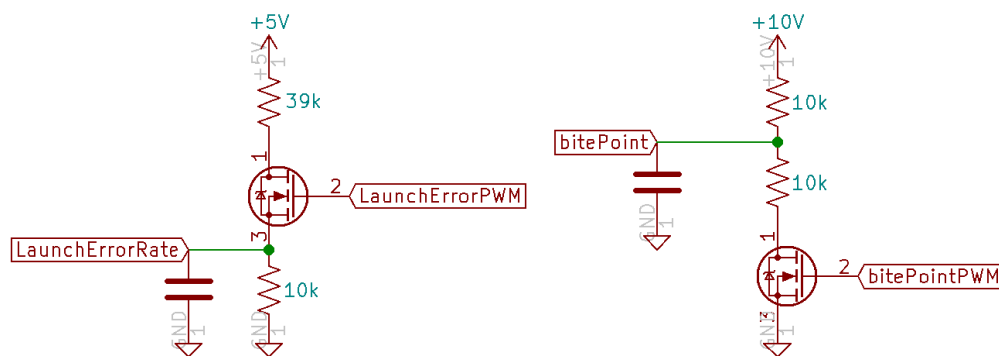 +5V
+5V
1
39k
1
2
LaunchErrorPWM
3
LaunchErrorRate
10k
GND
1
GND
1
+10V
+10V
1
10k
bitePoint
10k
GND
1
1
2
bitePointPWM
3
GND
1